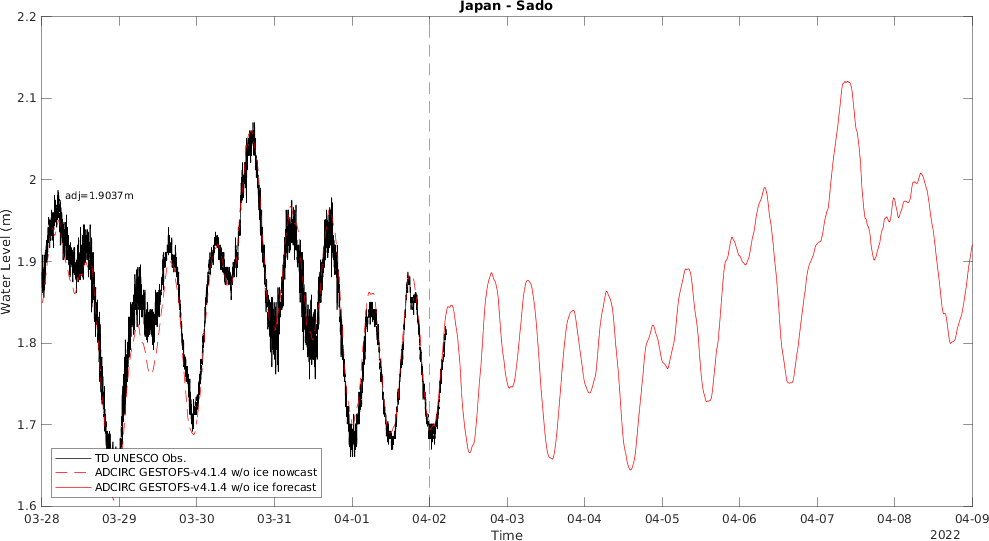 Japan - Sado
2.2
2.1
2
1.9
1.8
1.7
1.6
Water Level (m)
adj=1.9037m
TD UNESCO Obs.
ADCIRC GESTOFS-v4.1.4 w/o ice nowcast
ADCIRC GESTOFS-v4.1.4 w/o ice forecast
03-28 03-29 03-30 03-31 04-01 04-02 04-03 04-04 04-05 04-06 04-07 04-08 04-09
Time
2022